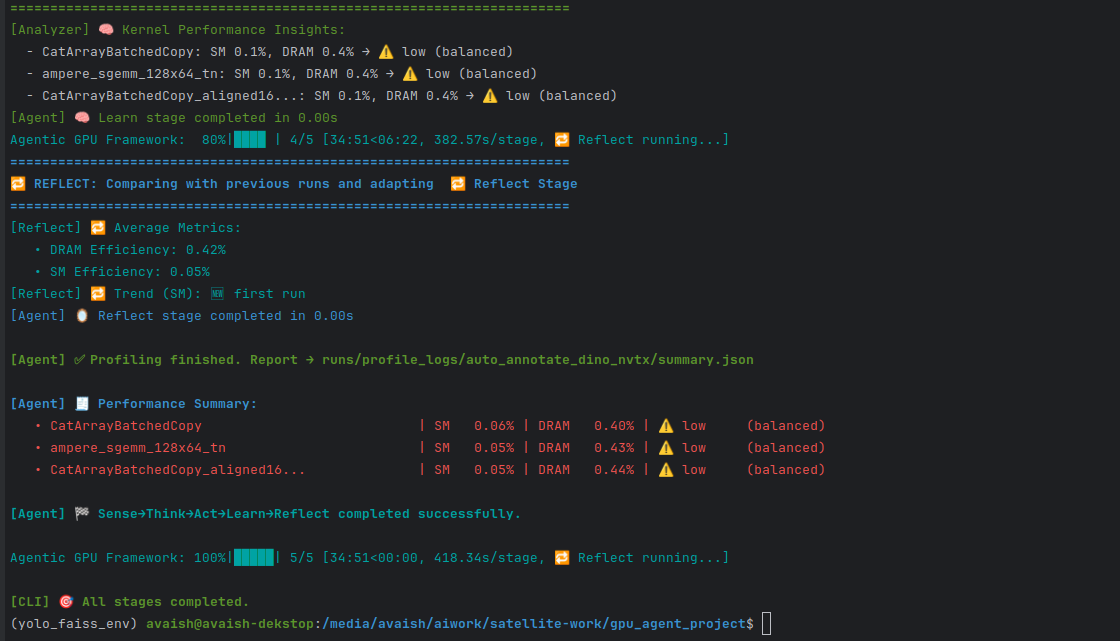 ======================================================================
[Analyzer] 🧠 Kernel Performance Insights:
- CatArrayBatchedCopy: SM 0.1%, DRAM 0.4% → ⚠️ low (balanced)
- ampere_sgemm_128x64_tn: SM 0.1%, DRAM 0.4% → ⚠️ low (balanced)
- CatArrayBatchedCopy_aligned16...: SM 0.1%, DRAM 0.4% → ⚠️ low (balanced)
[Agent] 🧠 Learn stage completed in 0.00s
Agentic GPU Framework:  80%|████ | 4/5 [34:51<06:22, 382.57s/stage, 🔁 Reflect running...]
======================================================================
🔁 REFLECT: Comparing with previous runs and adapting  🔁 Reflect Stage
======================================================================
[Reflect] 🔁 Average Metrics:
• DRAM Efficiency: 0.42%
• SM Efficiency: 0.05%
[Reflect] 🔁 Trend (SM): 🆕 first run
[Agent] 🪞 Reflect stage completed in 0.00s
[Agent] ✅ Profiling finished. Report → runs/profile_logs/auto_annotate_dino_nvtx/summary.json
[Agent] 🧾 Performance Summary:
• CatArrayBatchedCopy | SM 0.06% | DRAM 0.40% | ⚠️ low (balanced)
• ampere_sgemm_128x64_tn | SM 0.05% | DRAM 0.43% | ⚠️ low (balanced)
• CatArrayBatchedCopy_aligned16... | SM 0.05% | DRAM 0.44% | ⚠️ low (balanced)
[Agent] 🏁 Sense→Think→Act→Learn→Reflect completed successfully.
Agentic GPU Framework: 100%|█████| 5/5 [34:51<00:00, 418.34s/stage, 🔁 Reflect running...]
[CLI] 🎯 All stages completed.
(yolo_faiss_env) avaish@avaish-dekstop:/media/avaish/aiwork/satellite-work/gpu_agent_project$